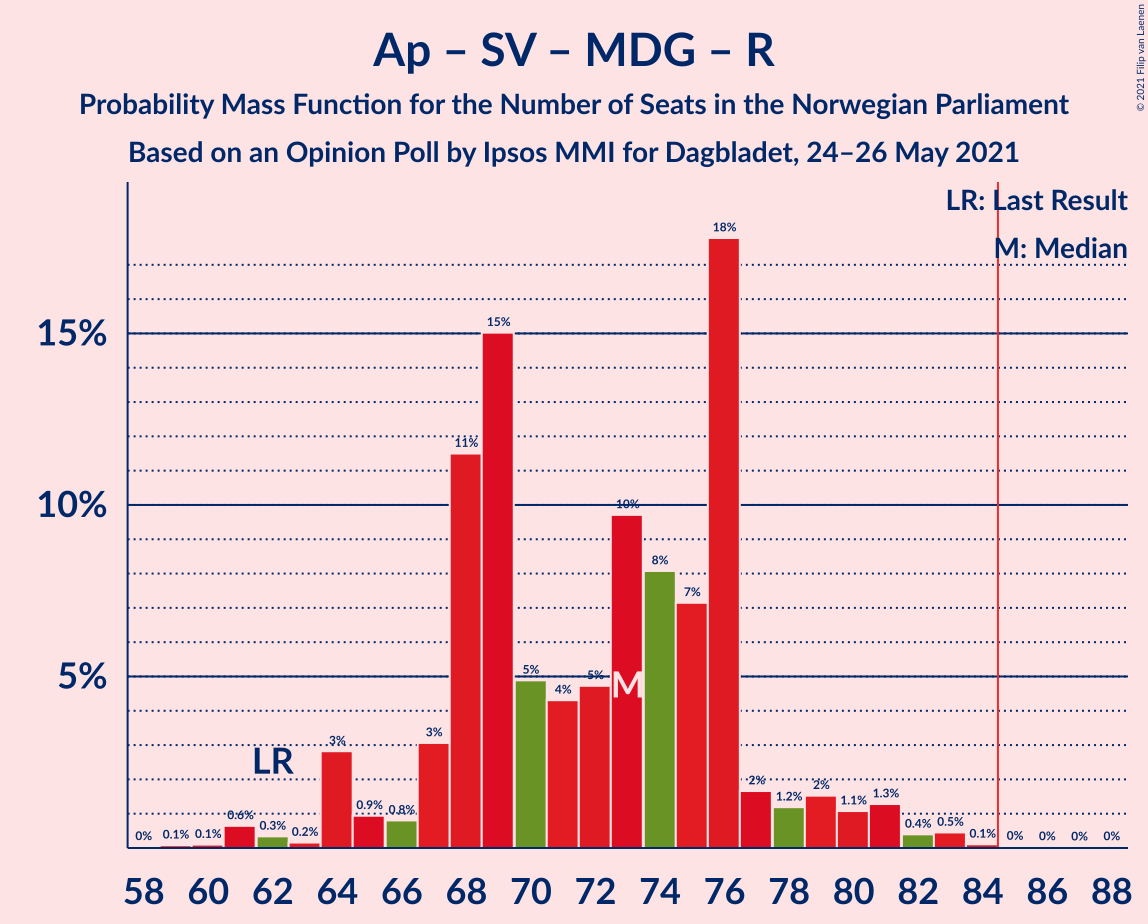 Ap – SV – MDG – R
Probability Mass Function for the Number of Seats in the Norwegian Parliament
Based on an Opinion Poll by Ipsos MMI for Dagbladet, 24–26 May 2021
© 2021 Filip van Laenen
LR: Last Result
M: Median
15%
10%
5%
0% 0.1% 0.1% 0.6% 0.3% 0.2% 3% 0.9% 0.8% 3% 11% 15% 5% 4% 5% 10% 8% 7% 18% 2% 1.2% 2% 1.1% 1.3% 0.4% 0.5% 0.1% 0% 0% 0% 0%
LR
M
58 60 62 64 66 68 70 72 74 76 78 80 82 84 86 88